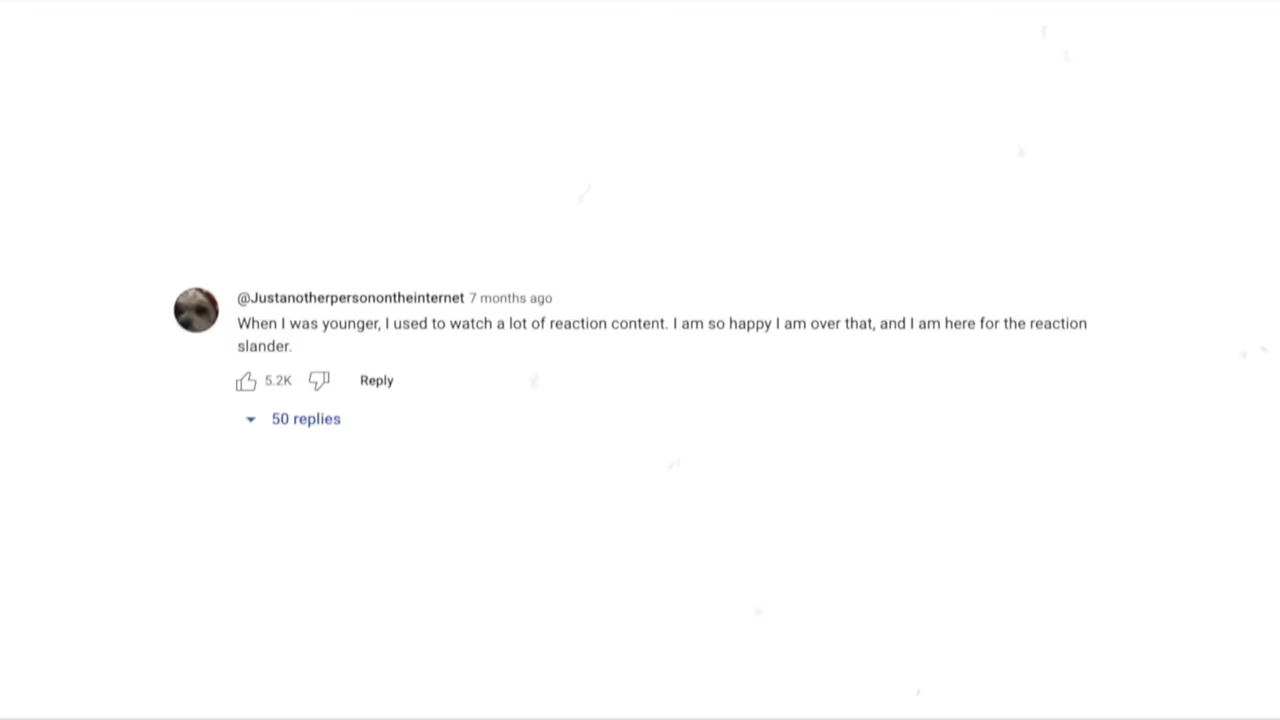 @Justanotherpersonontheinternet 7 months ago
When I was younger, I used to watch a lot of reaction content. I am so happy I am over that, and I am here for the reaction
slander.
5.2K Reply
50 replies